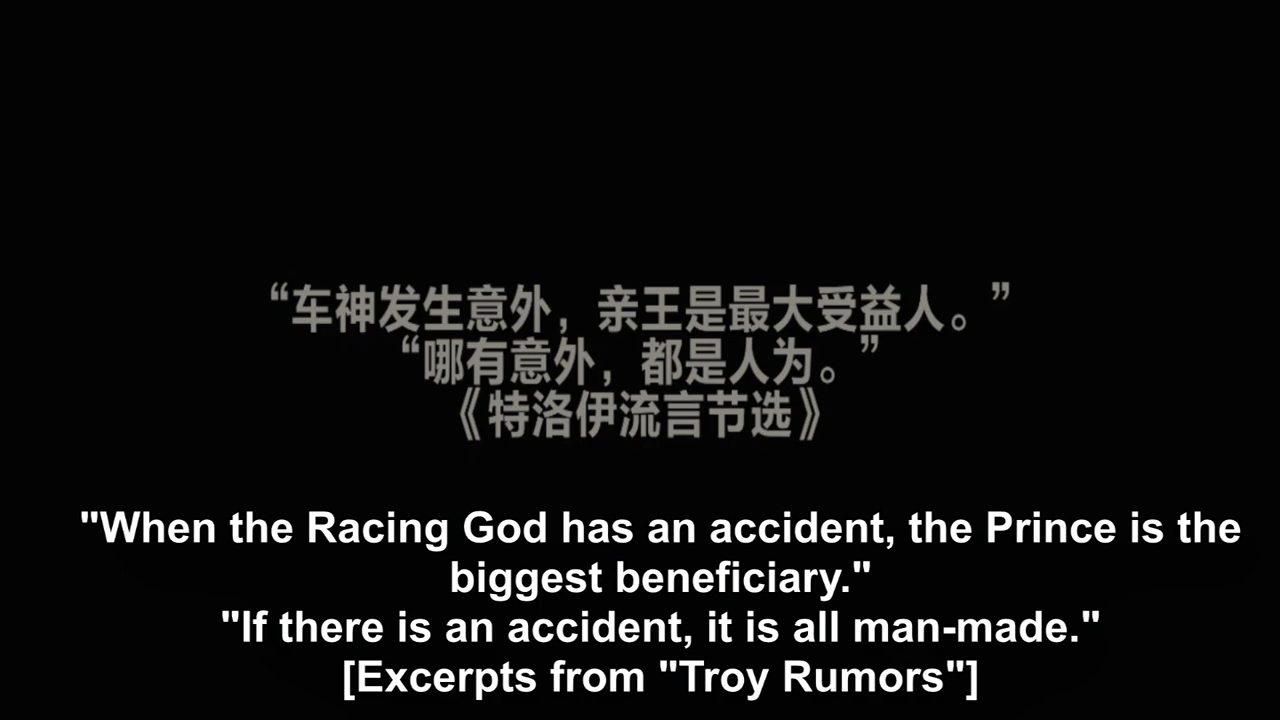 “车神发生意外，亲王是最大受益人。”
“哪有意外，都是人为。”
《特洛伊流言节选》
"When the Racing God has an accident, the Prince is the
biggest beneficiary."
"If there is an accident, it is all man-made."
[Excerpts from "Troy Rumors"]